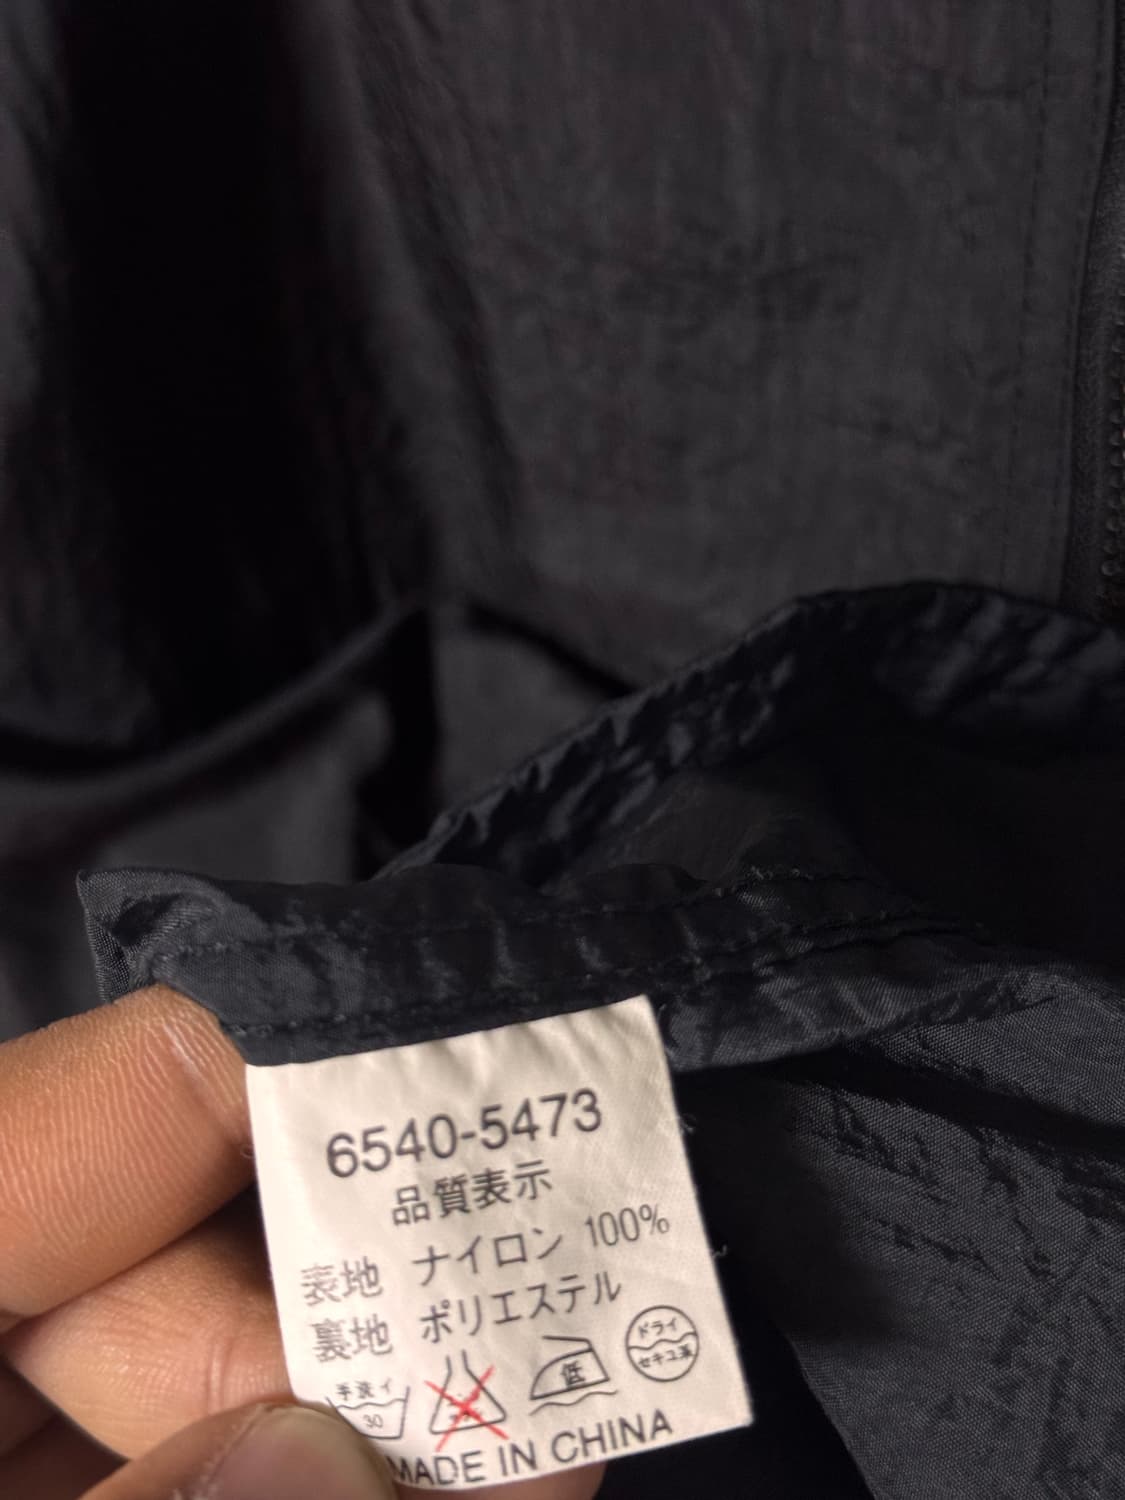 6540-5473
品質表示
表地 ナイロン 100%
裏地 ポリエステル
手洗イ
30
低
ドライ
セキユ系
MADE IN CHINA